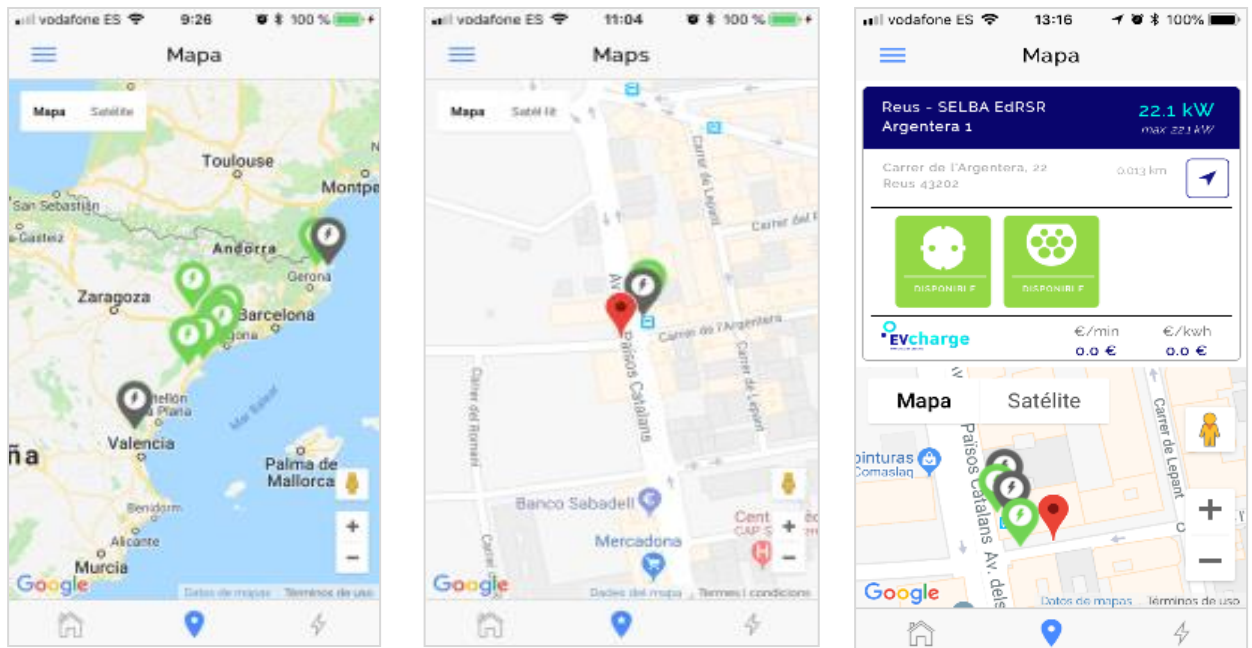 vodafone ES 9:26 100 %
Mapa
Mapa Satélite
Toulouse
Montpe
San Sebastián
Andorra
Gerona
Zaragoza
Barcelona
Mar Balear
Valencia
ña
Palma de
Mallorca
Benidorm
Alicante
+
Murcia
−
Google
Datos de mapas Términos de uso
vodafone ES 11:04 100 %
Maps
Mapa Satèl·lit
Carrer de Lepant
Av
Països Catalans
Carrer de l'Argentera
Carrer de Lepant
Carrer del Romaní
Banco Sabadell
Cent
Mercadona
+
−
Google
Dades del mapa Termes i condicions
vodafone ES 13:16 100%
Mapa
Reus - SELBA EdRSR 22.1 kW
Argentera 1 max 22.1 kW
Carrer de l'Argentera, 22 0.013 km
Reus 43202
DISPONIBLE DISPONIBLE
EVcharge €/min €/kwh
0.0 € 0.0 €
Mapa Satélite
Carrer de Lepant
Països Catalans
pinturas
Comaslaq
Av. dels
+
−
Google
Datos de mapas Términos de uso